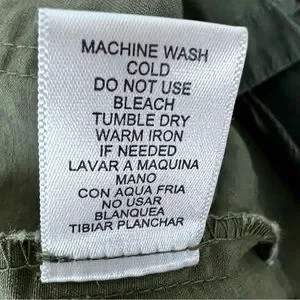 MACHINE WASH
COLD
DO NOT USE
BLEACH
TUMBLE DRY
WARM IRON
IF NEEDED
LAVAR A MAQUINA
MANO
CON AQUA FRIA
NO USAR
BLANQUEA
TIBIAR PLANCHAR